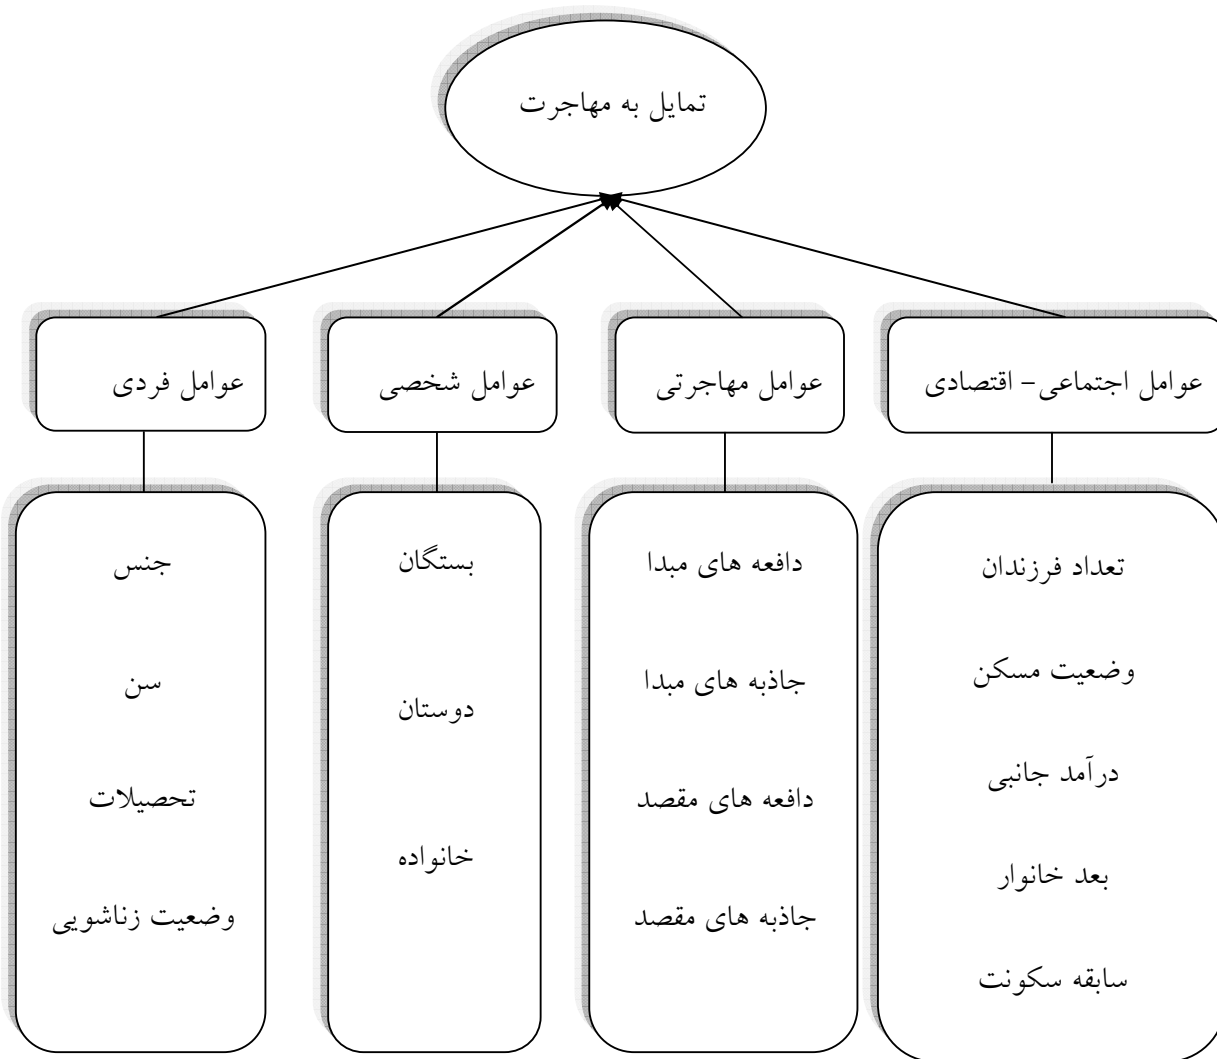 تمایل به مهاجرت
عوامل اجتماعی- اقتصادی
عوامل مهاجرتی
عوامل شخصی
عوامل فردی
تعداد فرزندان
وضعیت مسکن
درآمد جانبی
بعد خانوار
سابقه سکونت
دافعه های مبدا
جاذبه های مبدا
دافعه های مقصد
جاذبه های مقصد
بستگان
دوستان
خانواده
جنس
سن
تحصیلات
وضعیت زناشویی